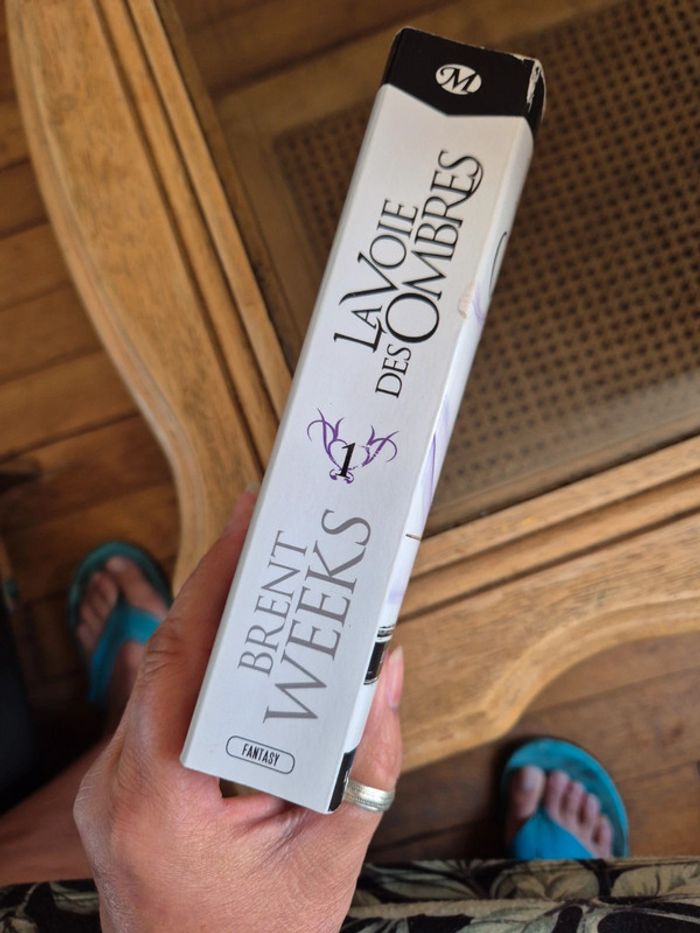 M
LA VOIE
DES OMBRES
1
BRENT
WEEKS
FANTASY